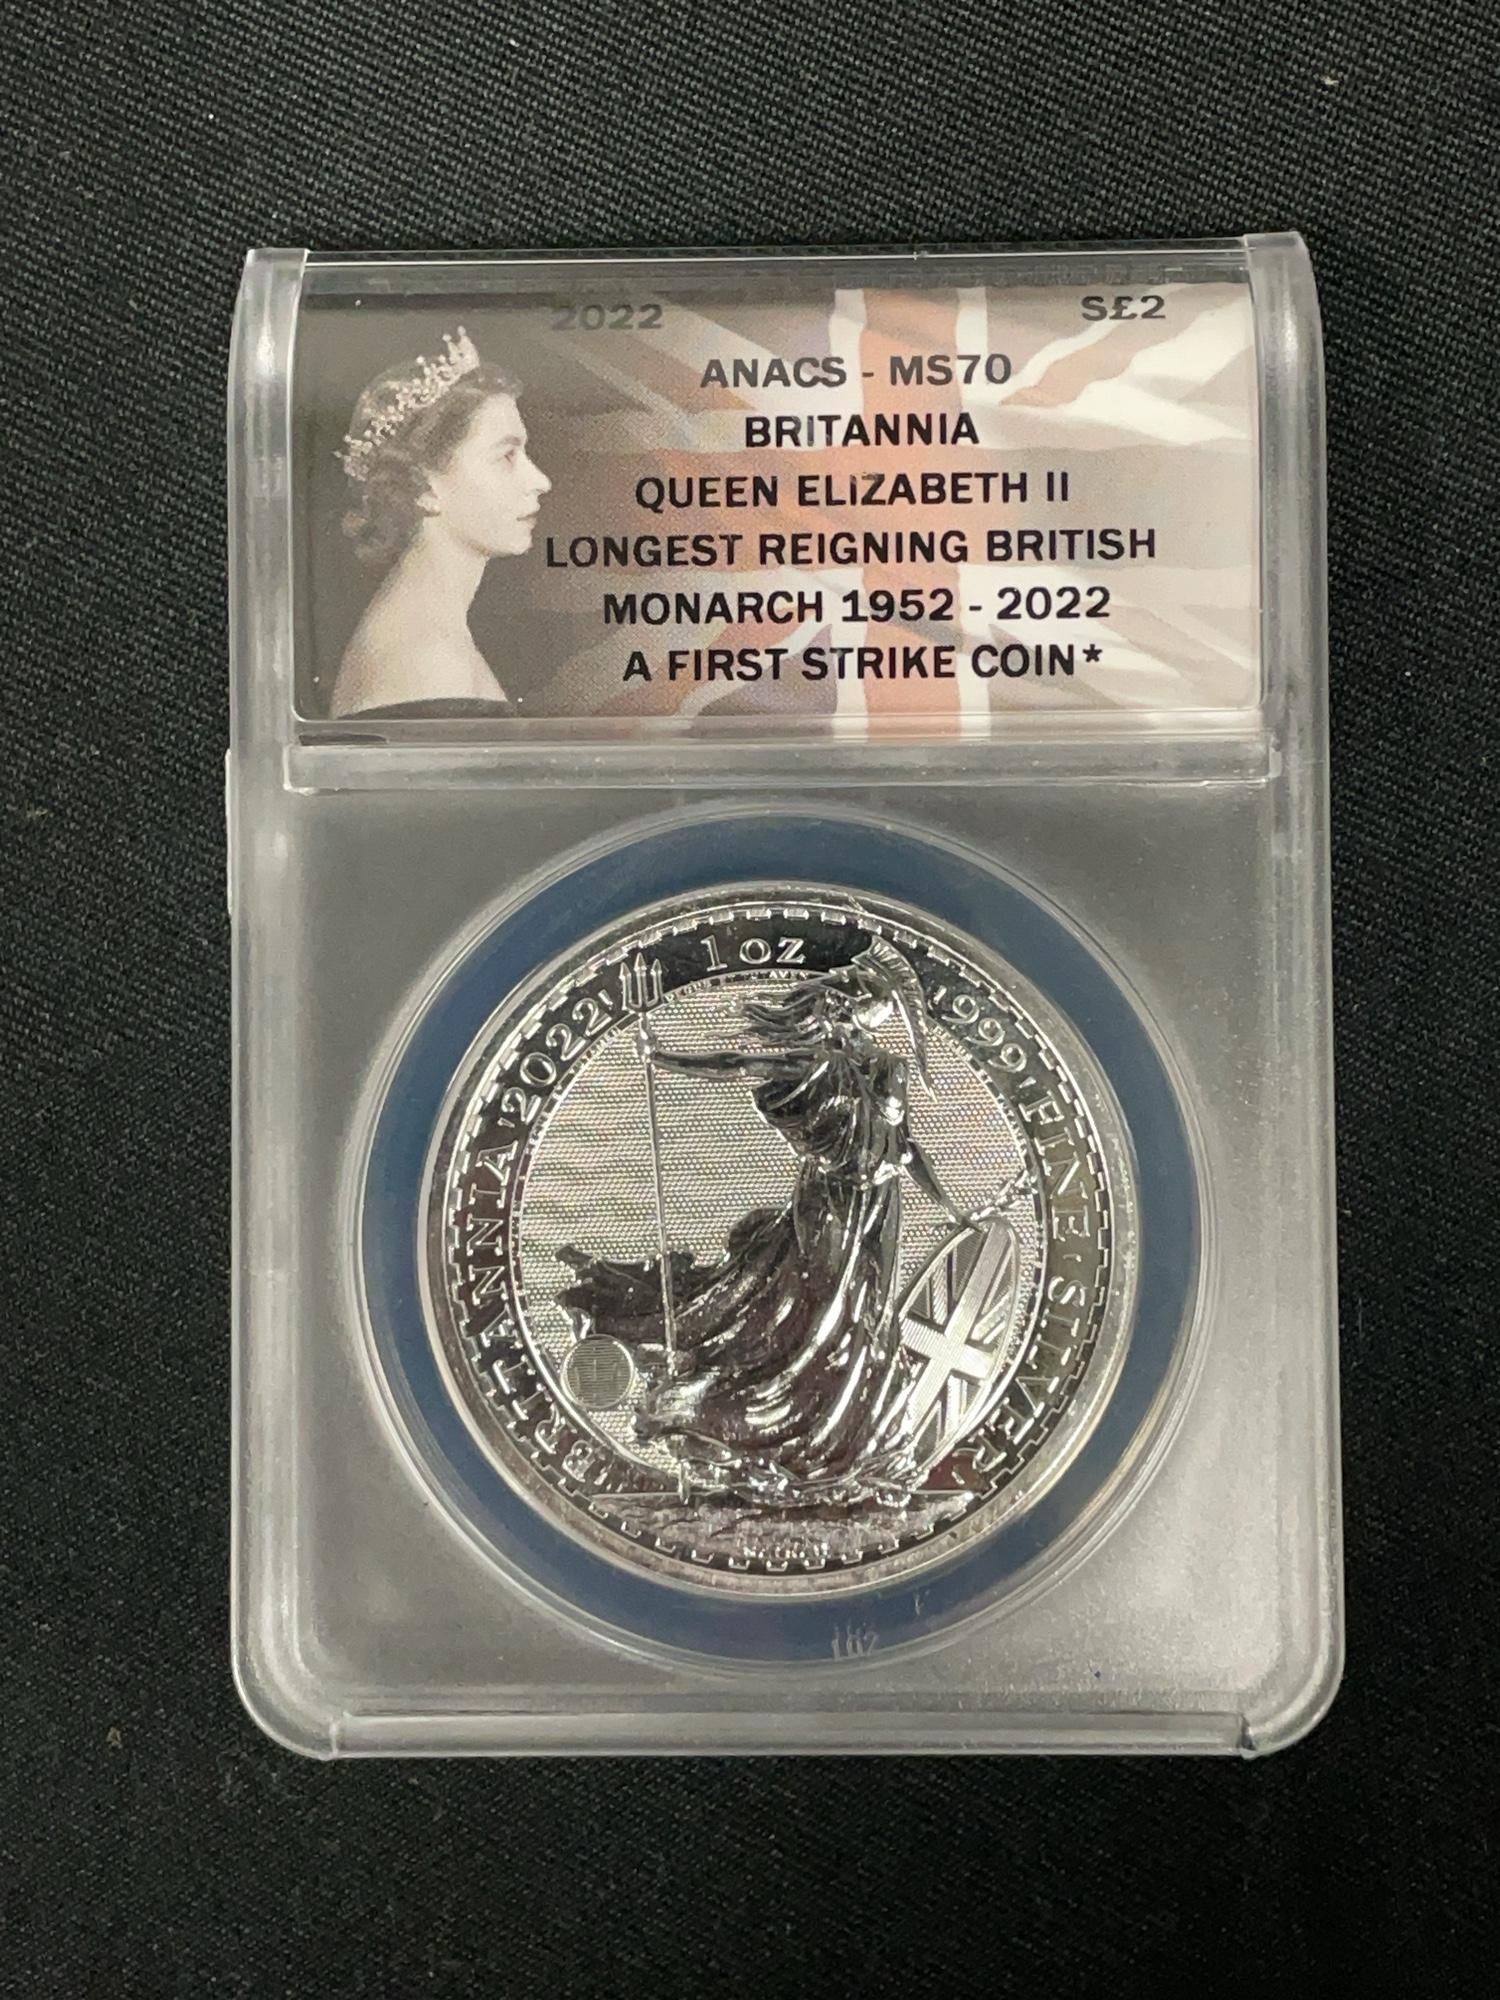 2022 S£2
ANACS - MS70
BRITANNIA
QUEEN ELIZABETH II
LONGEST REIGNING BRITISH
MONARCH 1952 - 2022
A FIRST STRIKE COIN*
BRITANNIA '2022' 1 OZ '999' FINE · SILVER